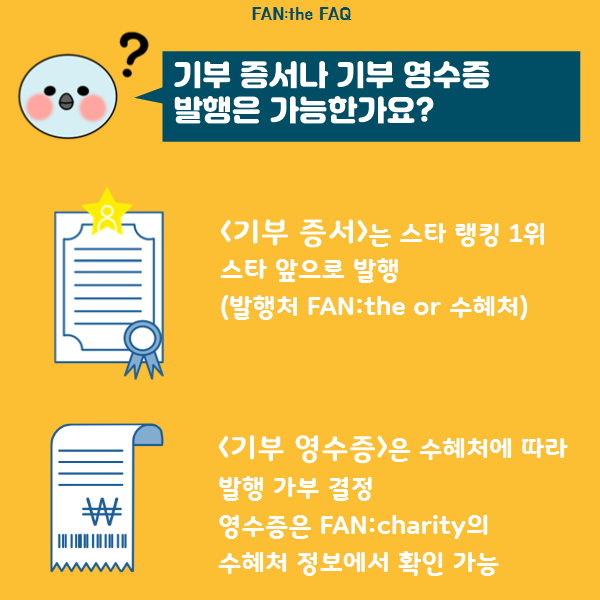 FAN:the FAQ
?
기부 증서나 기부 영수증
발행은 가능한가요?
<기부 증서>는 스타 랭킹 1위
스타 앞으로 발행
(발행처 FAN:the or 수혜처)
<기부 영수증>은 수혜처에 따라
발행 가부 결정
영수증은 FAN:charity의
수혜처 정보에서 확인 가능
₩